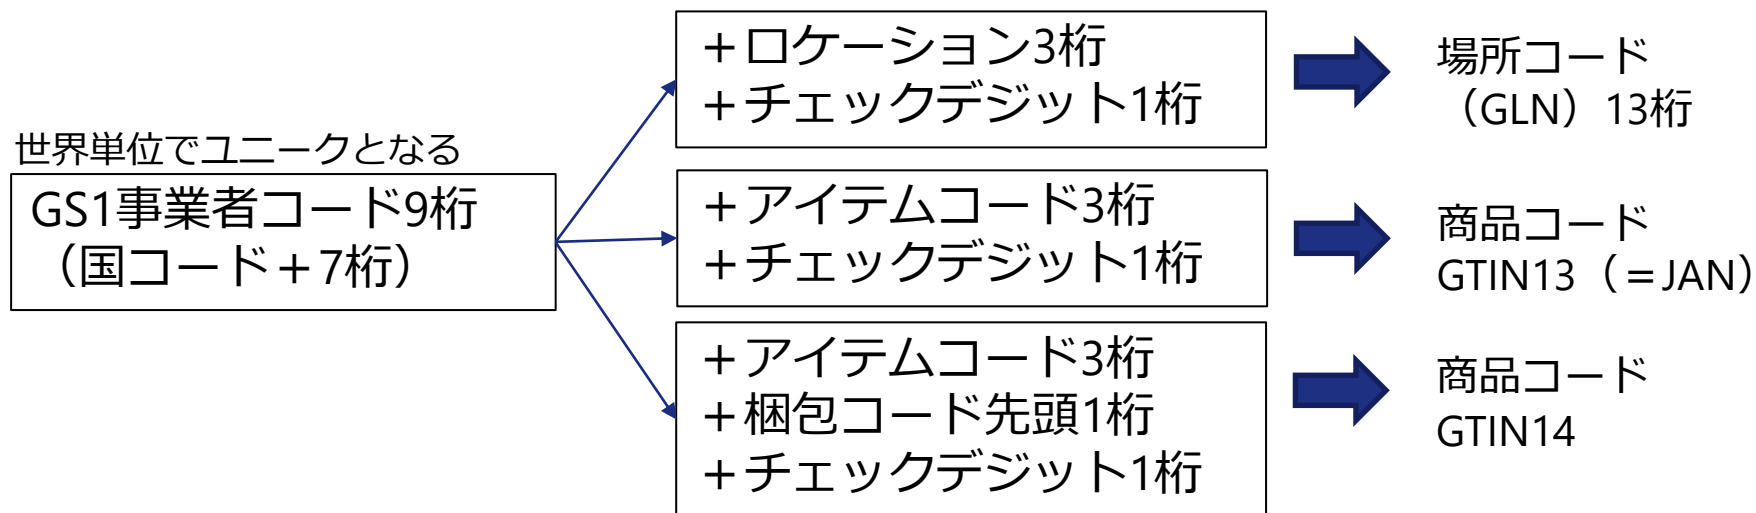 世界単位でユニークとなる
GS1事業者コード9桁
（国コード＋7桁）
＋ロケーション3桁
＋チェックデジット1桁
場所コード
（GLN）13桁
＋アイテムコード3桁
＋チェックデジット1桁
商品コード
GTIN13（＝JAN）
＋アイテムコード3桁
＋梱包コード先頭1桁
＋チェックデジット1桁
商品コード
GTIN14